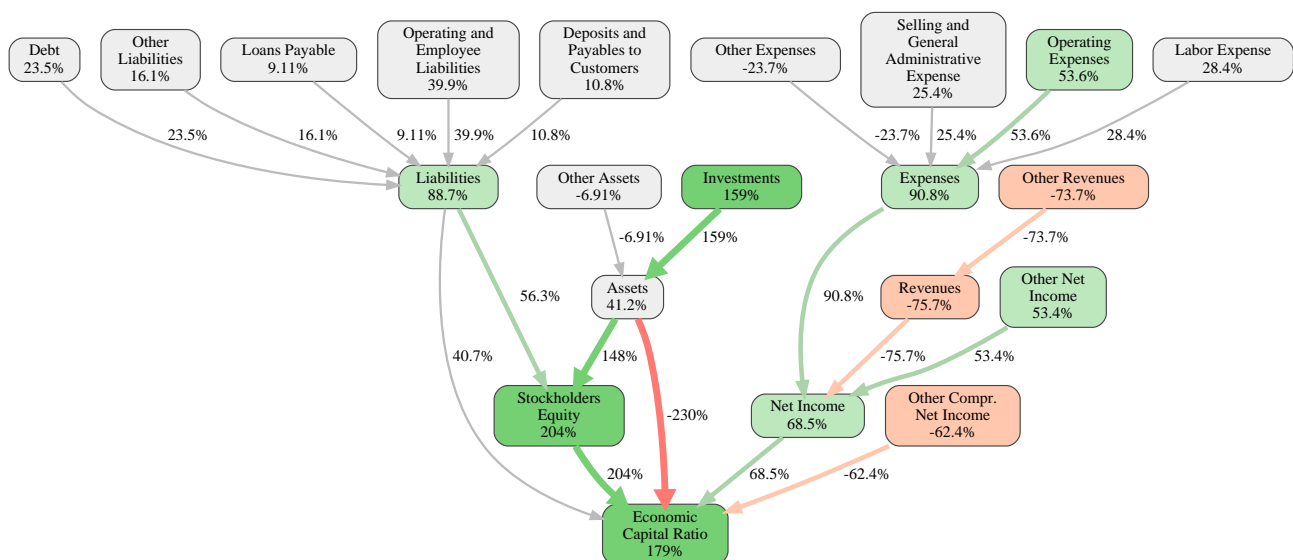 Debt
23.5%
Other
Liabilities
16.1%
Loans Payable
9.11%
Operating and
Employee
Liabilities
39.9%
Deposits and
Payables to
Customers
10.8%
Other Expenses
-23.7%
Selling and
General
Administrative
Expense
25.4%
Operating
Expenses
53.6%
Labor Expense
28.4%
23.5%
16.1%
9.11%
39.9%
10.8%
-23.7%
25.4%
53.6%
28.4%
Liabilities
88.7%
Other Assets
-6.91%
Investments
159%
Expenses
90.8%
Other Revenues
-73.7%
-6.91%
159%
-73.7%
Assets
41.2%
Revenues
-75.7%
Other Net
Income
53.4%
56.3%
90.8%
40.7%
148%
-75.7%
53.4%
Stockholders
Equity
204%
-230%
Net Income
68.5%
Other Compr.
Net Income
-62.4%
204%
68.5%
-62.4%
Economic
Capital Ratio
179%